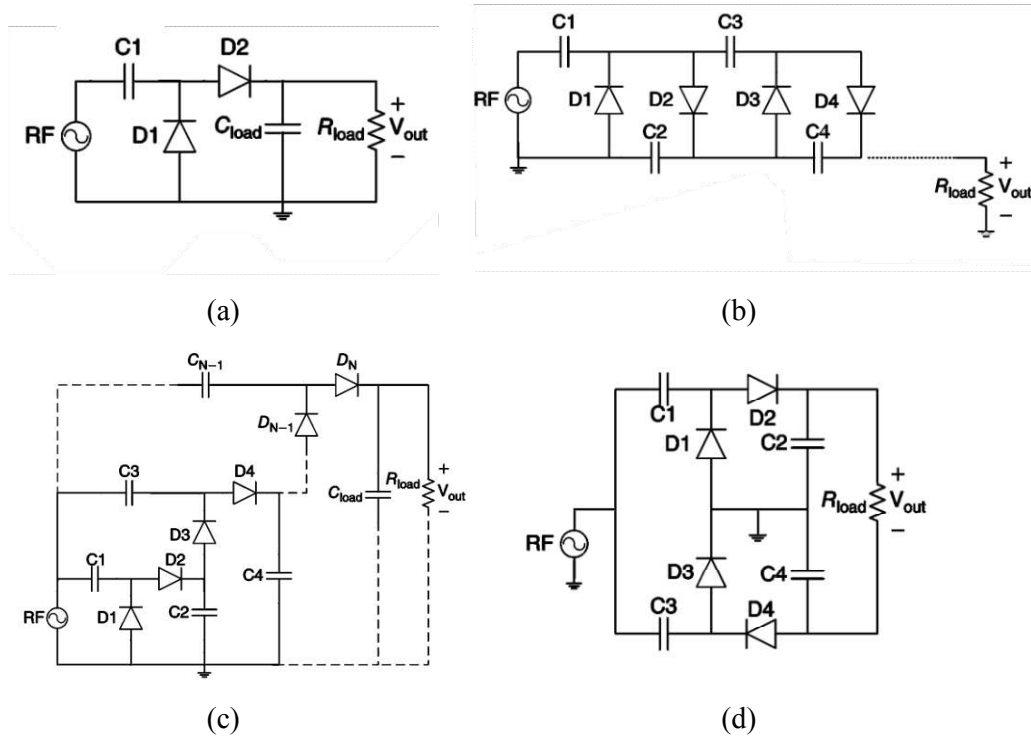 C1
D2
RF
D1
Cload
Rload
+
Vout
−
(a)
C1
C3
RF
D1
D2
D3
D4
C2
C4
Rload
+
Vout
−
(b)
CN−1
DN
DN−1
C3
D4
D3
C1
D2
C4
RF
D1
C2
Cload
Rload
+
Vout
−
(c)
C1
D2
D1
C2
Rload
+
Vout
−
RF
D3
C4
C3
D4
(d)